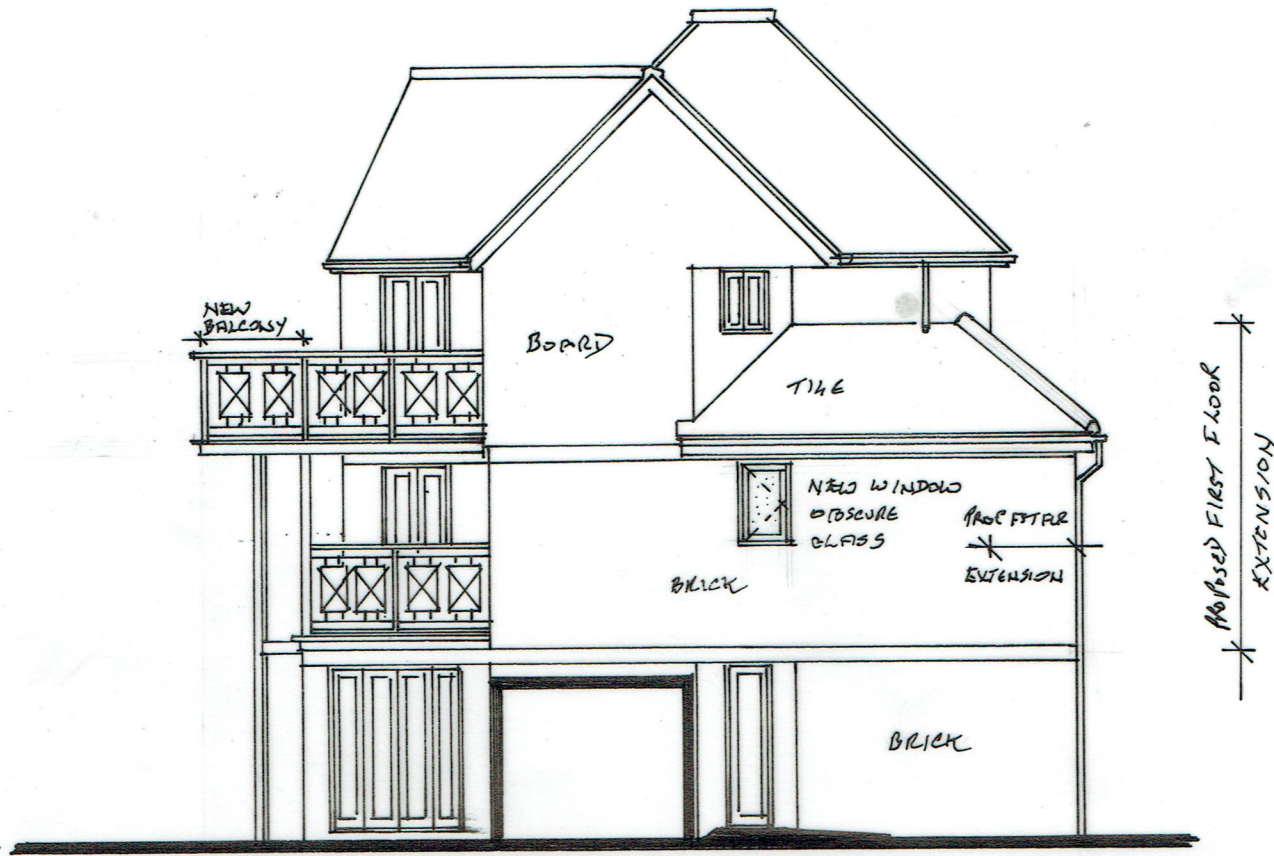 NEW
BALCONY
BOARD
TILE
NEW WINDOW
OBSCURE
GLASS
EXTENSION
BRICK
BRICK
PROPOSED FIRST FLOOR
EXTENSION